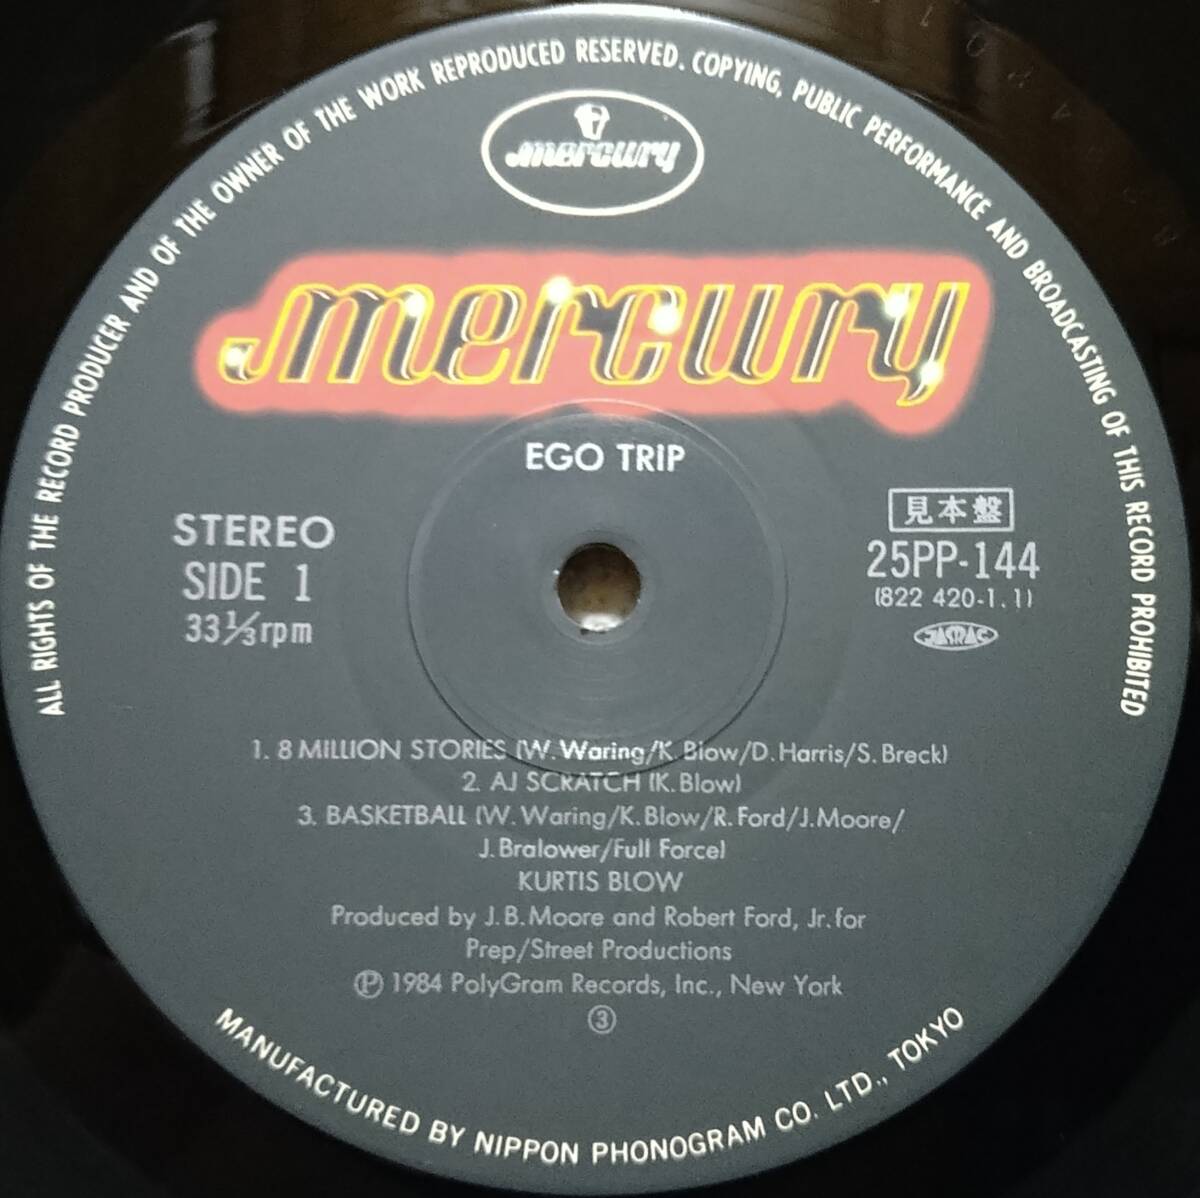 ALL RIGHTS OF THE RECORD PRODUCER AND OF THE OWNER OF THE WORK REPRODUCED RESERVED. COPYING, PUBLIC PERFORMANCE AND BROADCASTING OF THIS RECORD PROHIBITED
mercury
mercury
EGO TRIP
STEREO
SIDE 1
33⅓rpm
見本盤
25PP-144
(822 420-1.1)
JASRAC
1. 8 MILLION STORIES (W. Waring/K. Blow/D. Harris/S. Breck)
2. AJ SCRATCH (K. Blow)
3. BASKETBALL (W. Waring/K. Blow/R. Ford/J. Moore/
J. Bralower/Full Force)
KURTIS BLOW
Produced by J. B. Moore and Robert Ford, Jr. for
Prep/Street Productions
Ⓟ 1984 PolyGram Records, Inc., New York
③
MANUFACTURED BY NIPPON PHONOGRAM CO. LTD., TOKYO